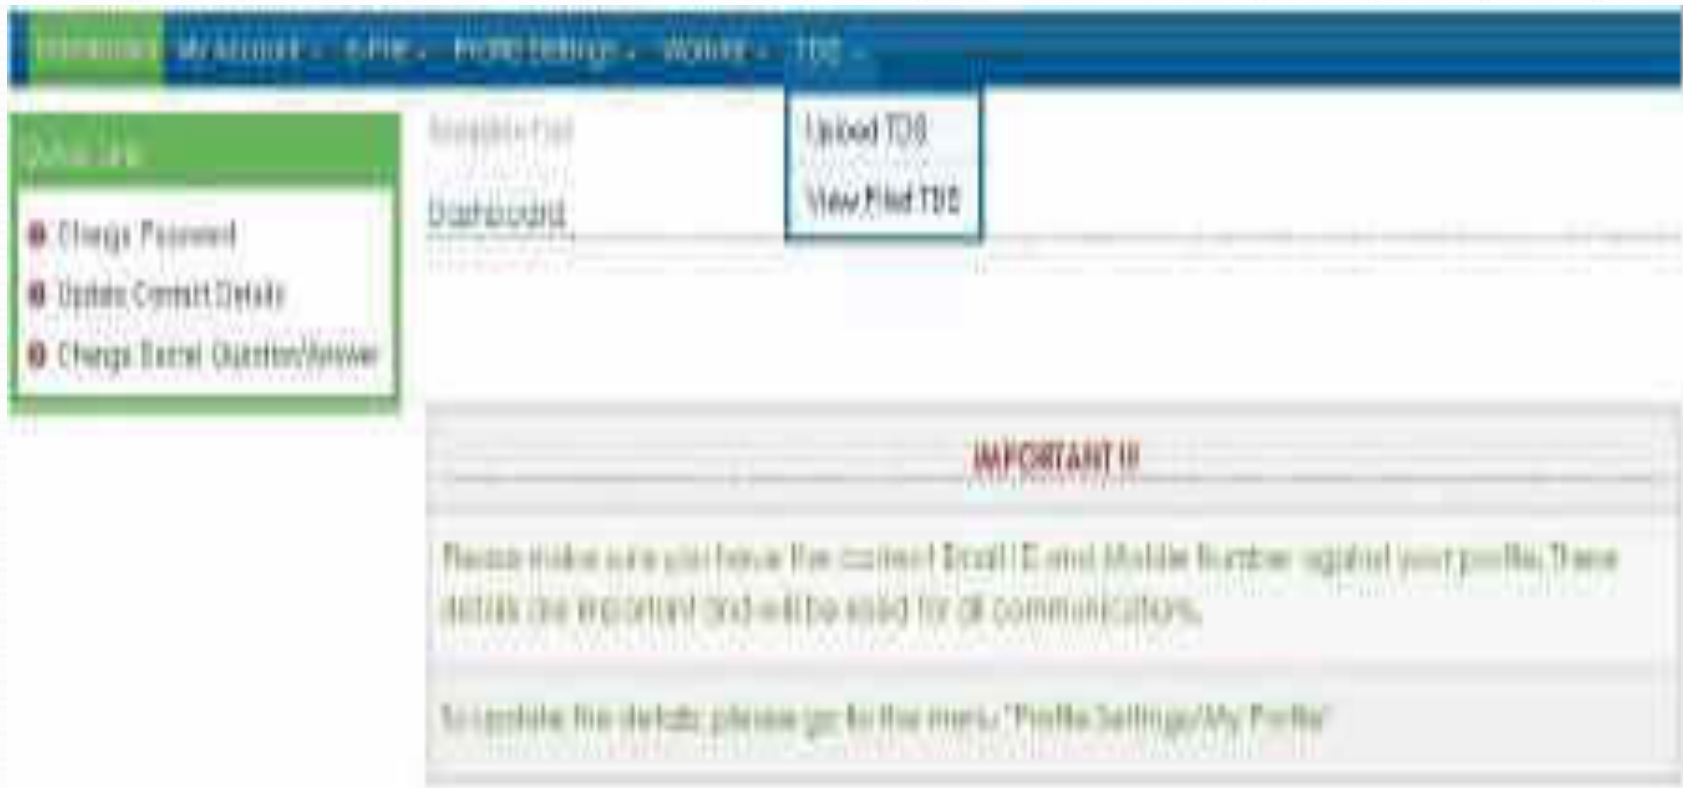 Dashboard My Account e-File Profile Settings Worklist TDS
Upload TDS
View Filed TDS
Quick Link
Change Password
Update Contact Details
Change Secret Question/Answer
Dashboard
IMPORTANT !!!
Please make sure you have the correct Email ID and Mobile Number against your profile. These
details are important and will be used for all communications.
To update the details, please go to the menu "Profile Settings/My Profile"